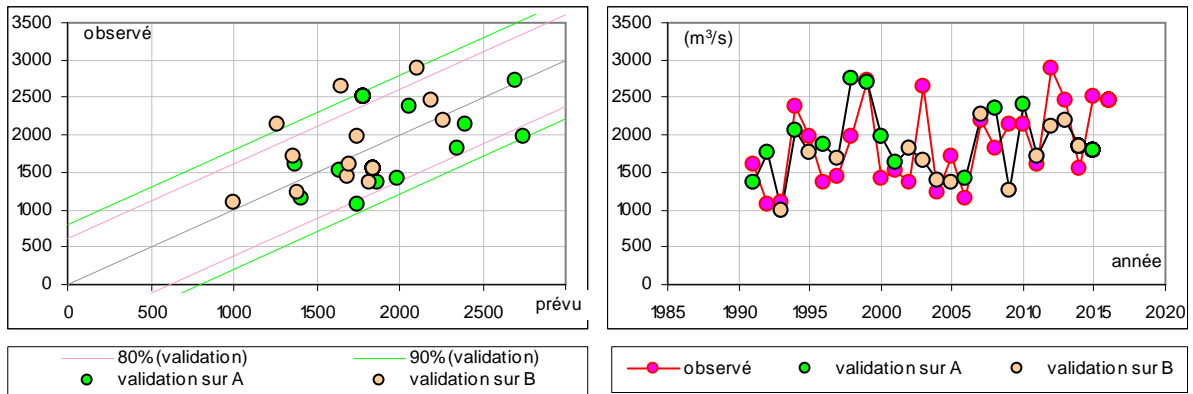 3500
3000
2500
2000
1500
1000
500
0
observé
0 500 1000 1500 2000 2500
prévu
80% (validation)
90% (validation)
validation sur A
validation sur B
3500
3000
2500
2000
1500
1000
500
0
(m³/s)
année
1985 1990 1995 2000 2005 2010 2015 2020
observé
validation sur A
validation sur B